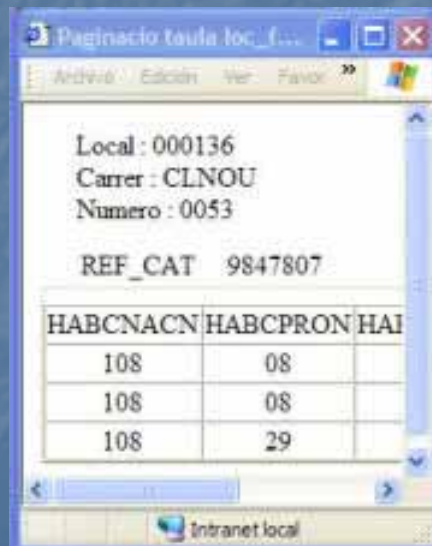 Paginacio taula loc_f...
Archivo Edición Ver Favor »
Local : 000136
Carrer : CLNOU
Numero : 0053
REF_CAT 9847807
HABCNACN HABCPRON HAB
108 08
108 08
108 29
Intranet local